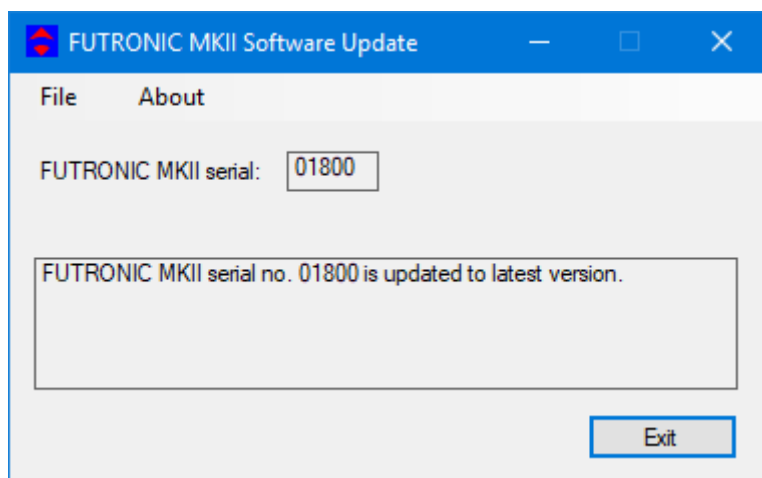 FUTRONIC MKII Software Update
File About
FUTRONIC MKII serial: 01800
FUTRONIC MKII serial no. 01800 is updated to latest version.
Exit